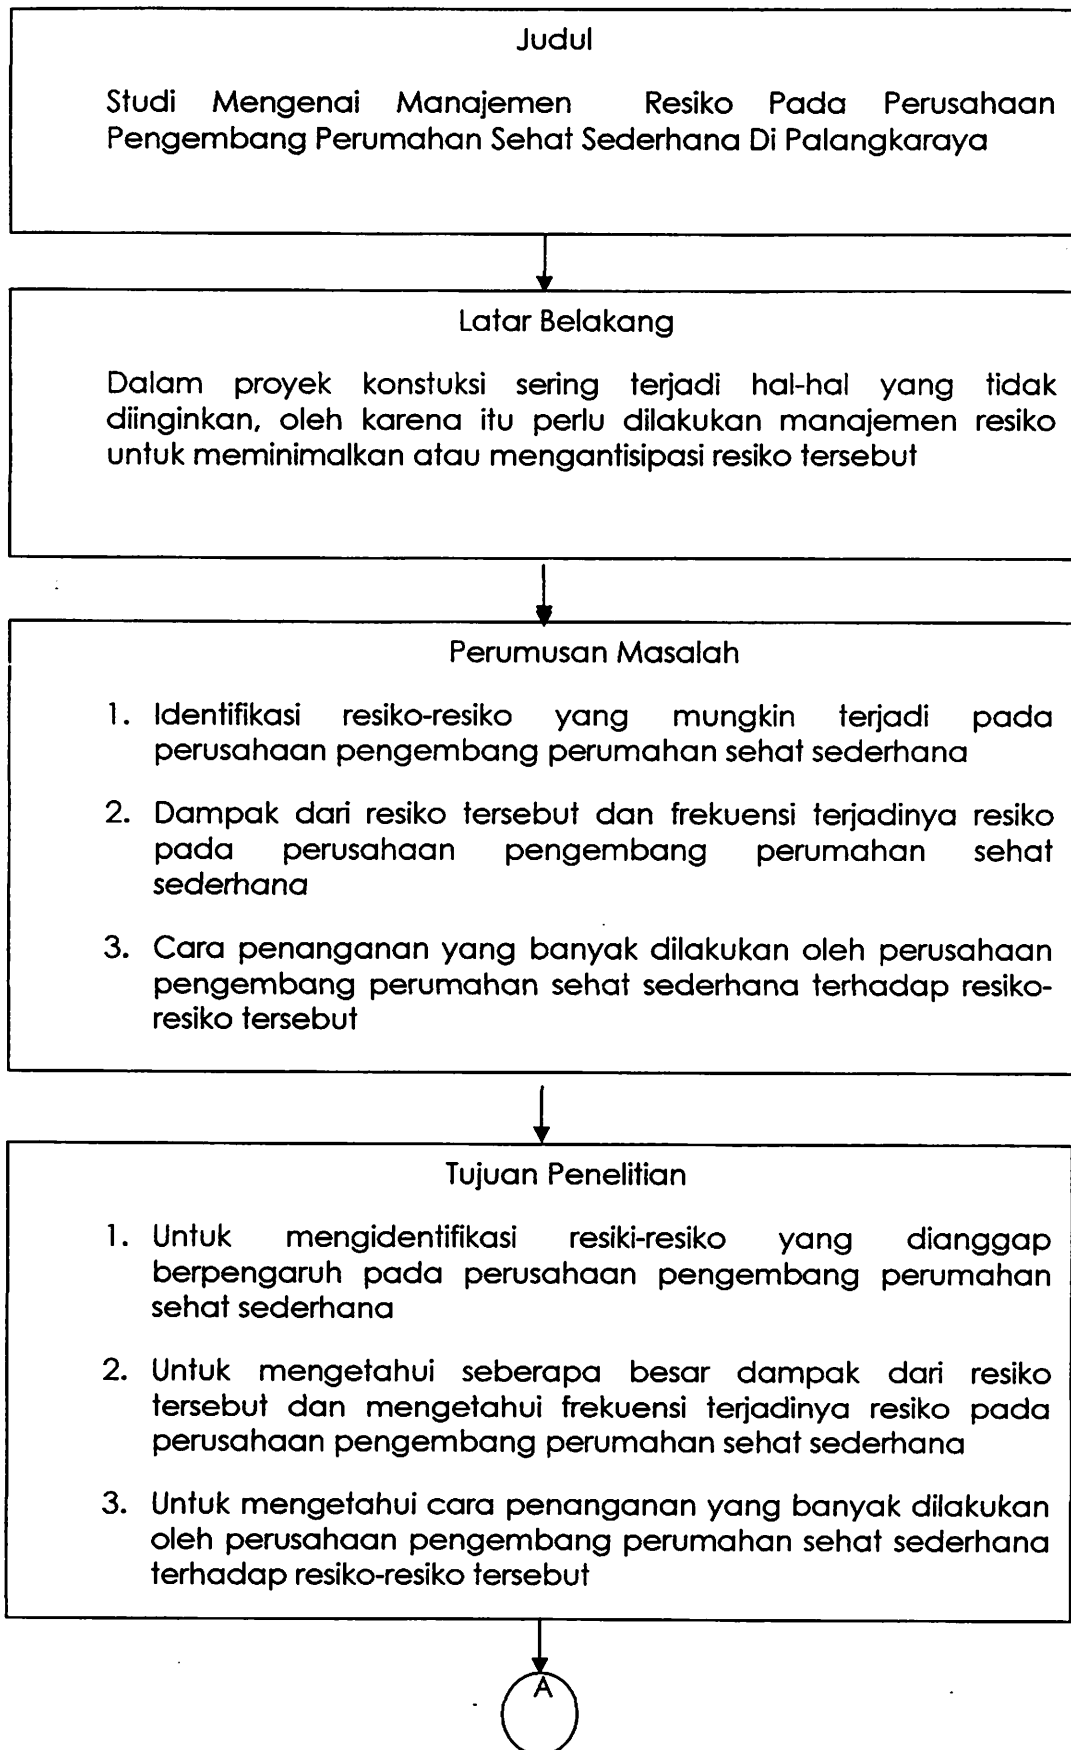 Judul
Studi Mengenai Manajemen Resiko Pada Perusahaan
Pengembang Perumahan Sehat Sederhana Di Palangkaraya
Latar Belakang
Dalam proyek konstuksi sering terjadi hal-hal yang tidak
diinginkan, oleh karena itu perlu dilakukan manajemen resiko
untuk meminimalkan atau mengantisipasi resiko tersebut
Perumusan Masalah
1. Identifikasi resiko-resiko yang mungkin terjadi pada
perusahaan pengembang perumahan sehat sederhana
2. Dampak dari resiko tersebut dan frekuensi terjadinya resiko
pada perusahaan pengembang perumahan sehat
sederhana
3. Cara penanganan yang banyak dilakukan oleh perusahaan
pengembang perumahan sehat sederhana terhadap resiko-
resiko tersebut
Tujuan Penelitian
1. Untuk mengidentifikasi resiki-resiko yang dianggap
berpengaruh pada perusahaan pengembang perumahan
sehat sederhana
2. Untuk mengetahui seberapa besar dampak dari resiko
tersebut dan mengetahui frekuensi terjadinya resiko pada
perusahaan pengembang perumahan sehat sederhana
3. Untuk mengetahui cara penanganan yang banyak dilakukan
oleh perusahaan pengembang perumahan sehat sederhana
terhadap resiko-resiko tersebut
A